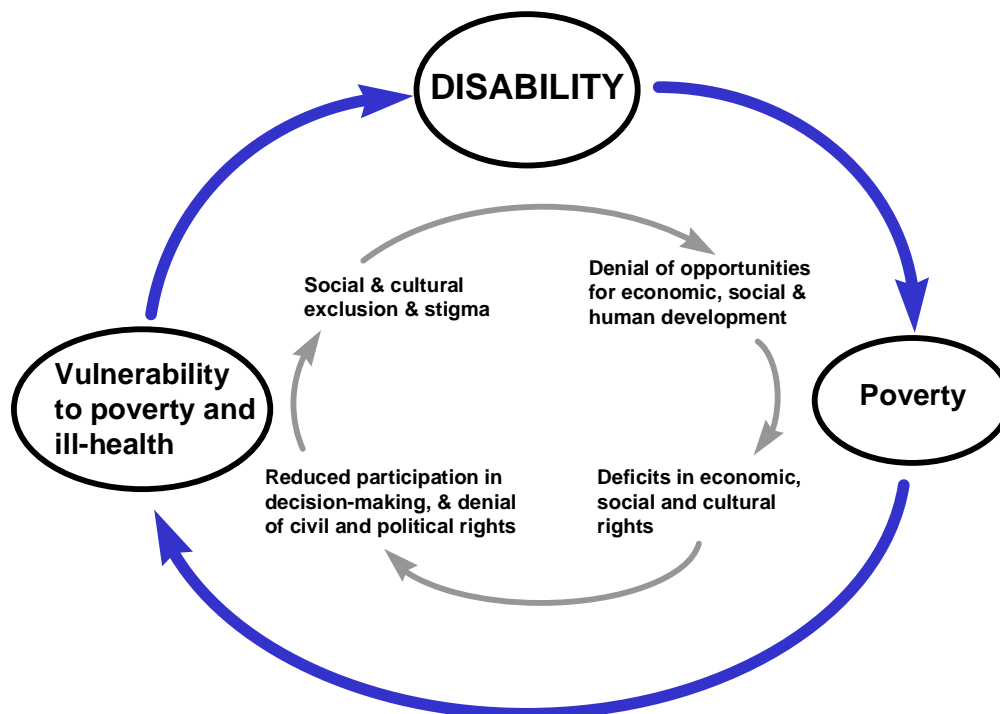 DISABILITY
Social & cultural
exclusion & stigma
Denial of opportunities
for economic, social &
human development
Vulnerability
to poverty and
ill-health
Poverty
Reduced participation in
decision-making, & denial
of civil and political rights
Deficits in economic,
social and cultural
rights